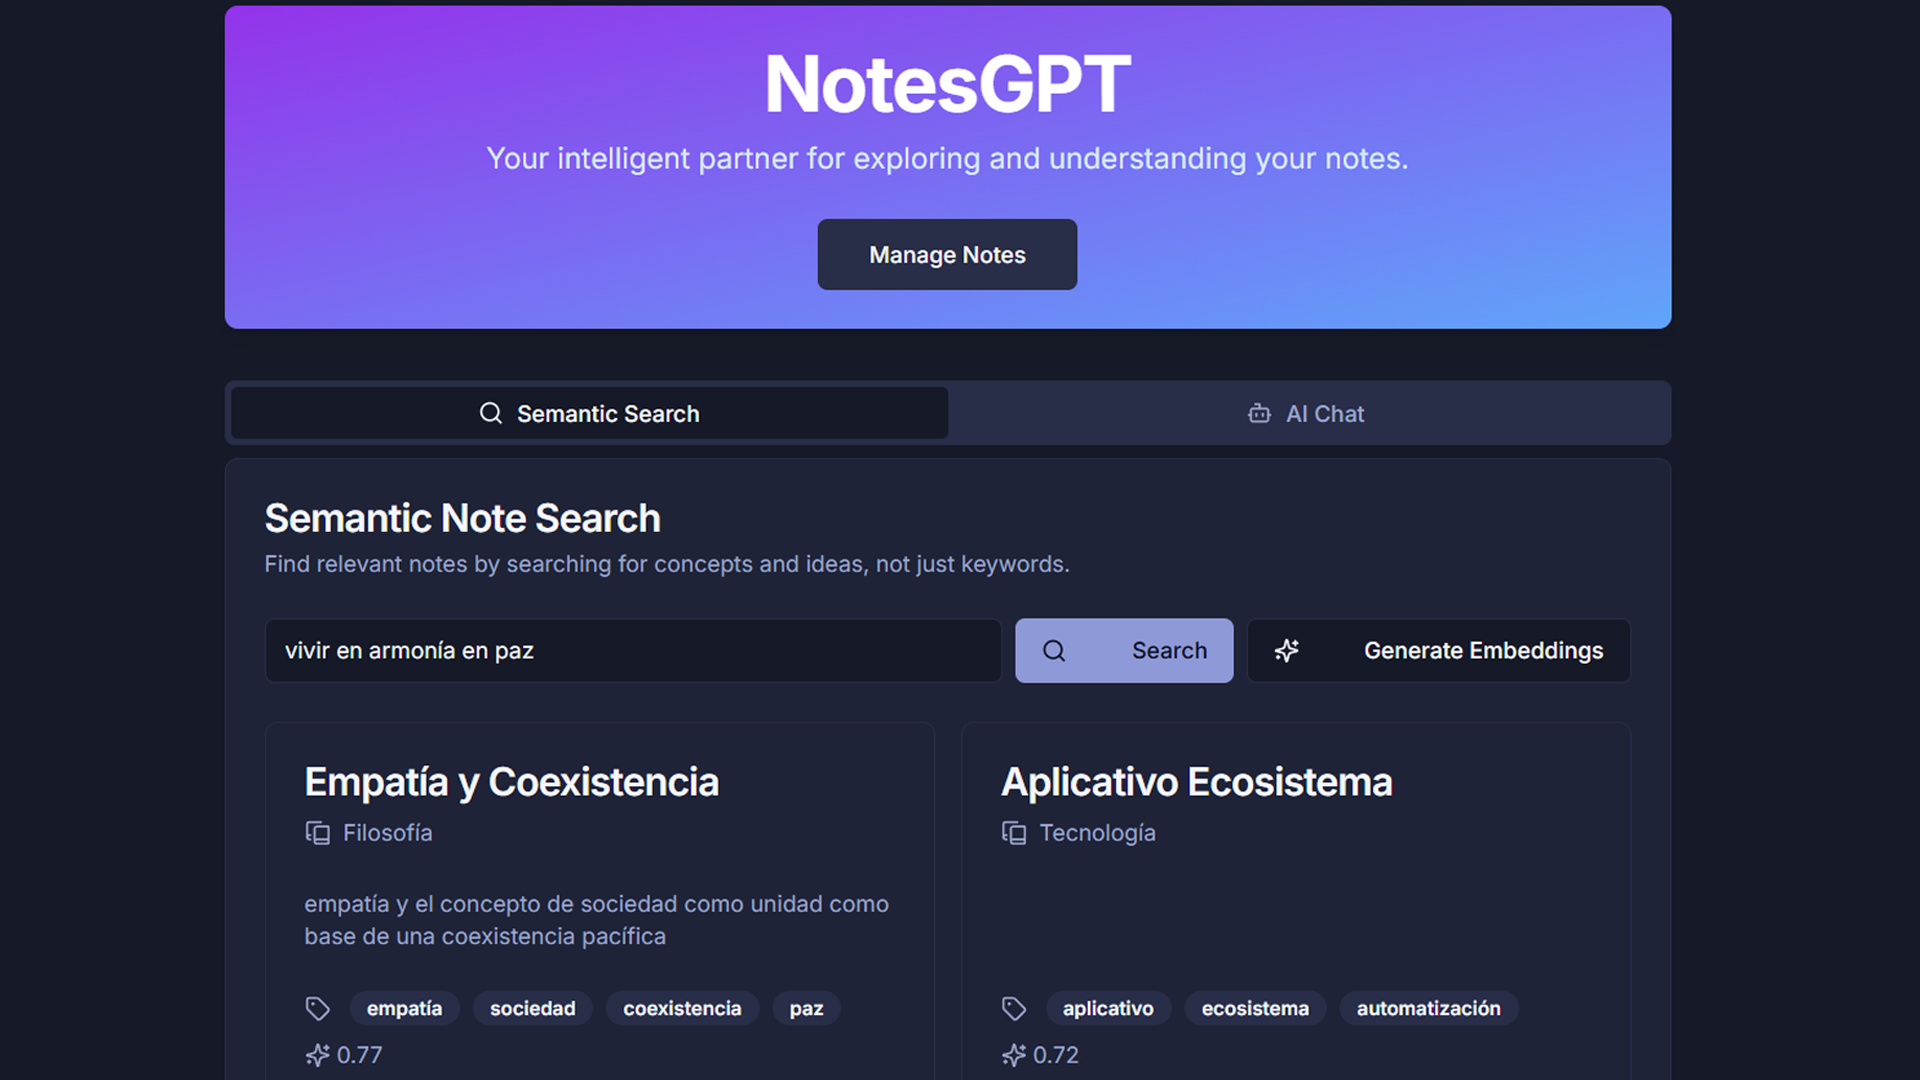 NotesGPT
Your intelligent partner for exploring and understanding your notes.
Manage Notes
Semantic Search
AI Chat
Semantic Note Search
Find relevant notes by searching for concepts and ideas, not just keywords.
vivir en armonía en paz
Search
Generate Embeddings
Empatía y Coexistencia
Filosofía
empatía y el concepto de sociedad como unidad como
base de una coexistencia pacífica
empatía sociedad coexistencia paz
0.77
Aplicativo Ecosistema
Tecnología
aplicativo ecosistema automatización
0.72